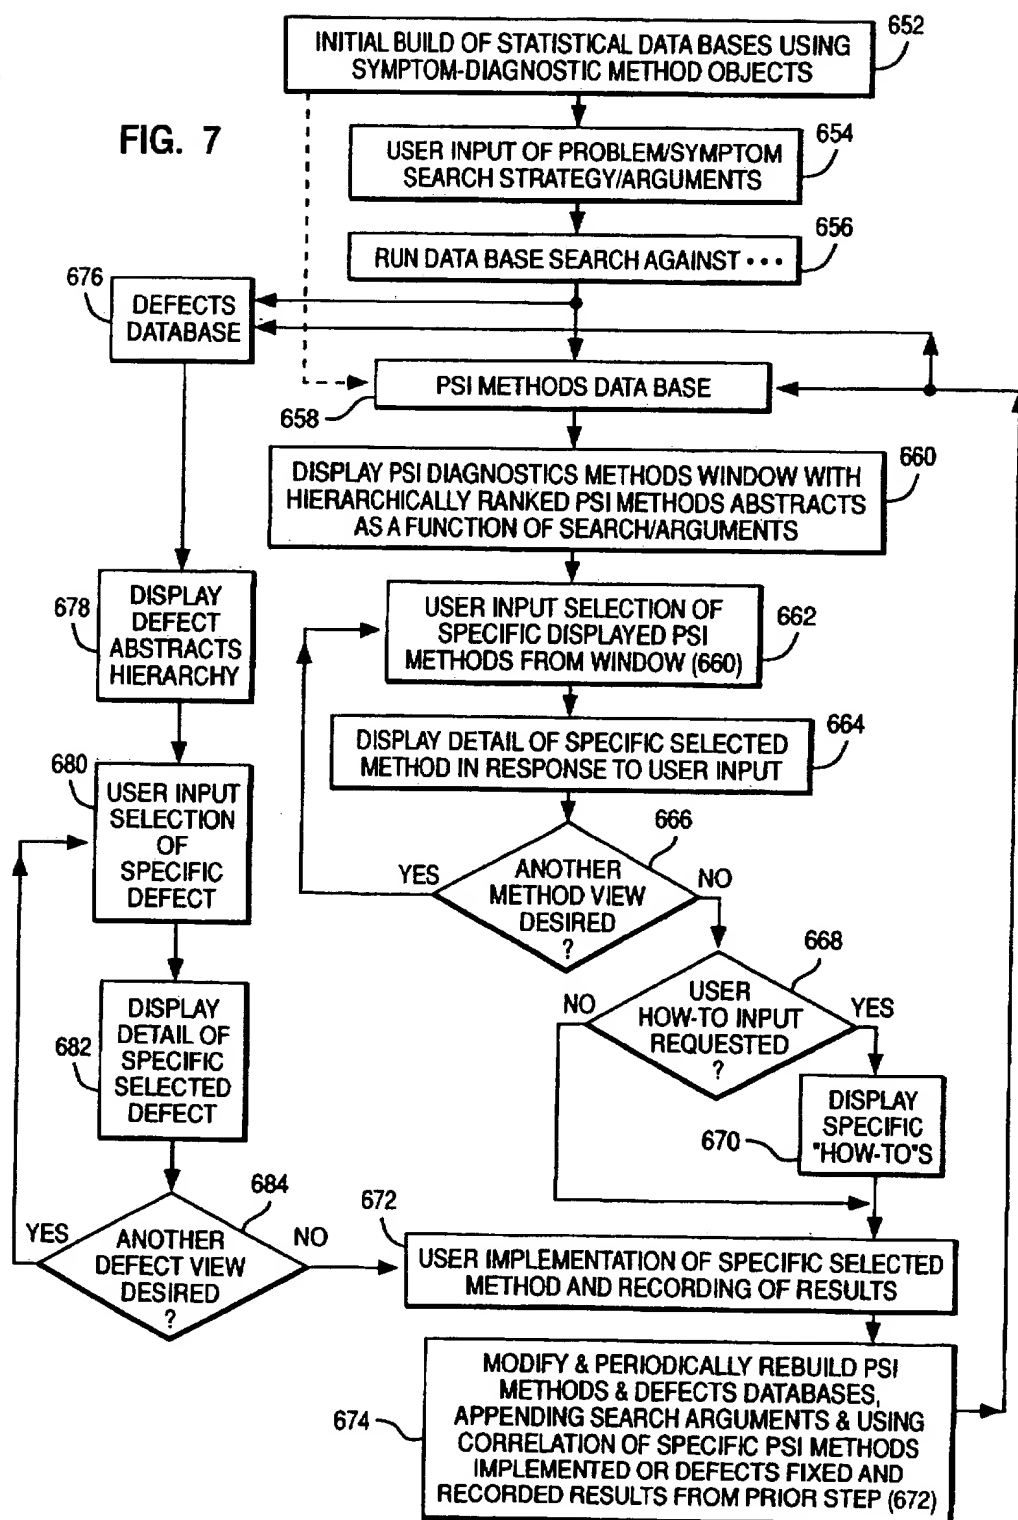 FIG. 7
652
INITIAL BUILD OF STATISTICAL DATA BASES USING
SYMPTOM-DIAGNOSTIC METHOD OBJECTS
654
USER INPUT OF PROBLEM/SYMPTOM
SEARCH STRATEGY/ARGUMENTS
656
RUN DATA BASE SEARCH AGAINST • • •
676
DEFECTS
DATABASE
PSI METHODS DATA BASE
658
660
DISPLAY PSI DIAGNOSTICS METHODS WINDOW WITH
HIERARCHICALLY RANKED PSI METHODS ABSTRACTS
AS A FUNCTION OF SEARCH/ARGUMENTS
678
DISPLAY
DEFECT
ABSTRACTS
HIERARCHY
662
USER INPUT SELECTION OF
SPECIFIC DISPLAYED PSI
METHODS FROM WINDOW (660)
664
DISPLAY DETAIL OF SPECIFIC SELECTED
METHOD IN RESPONSE TO USER INPUT
680
USER INPUT
SELECTION
OF
SPECIFIC
DEFECT
666
YES
ANOTHER
METHOD VIEW
DESIRED
?
NO
668
NO
USER
HOW-TO INPUT
REQUESTED
?
YES
682
DISPLAY
DETAIL OF
SPECIFIC
SELECTED
DEFECT
670
DISPLAY
SPECIFIC
"HOW-TO"S
684
YES
ANOTHER
DEFECT VIEW
DESIRED
?
NO
672
USER IMPLEMENTATION OF SPECIFIC SELECTED
METHOD AND RECORDING OF RESULTS
674
MODIFY & PERIODICALLY REBUILD PSI
METHODS & DEFECTS DATABASES,
APPENDING SEARCH ARGUMENTS & USING
CORRELATION OF SPECIFIC PSI METHODS
IMPLEMENTED OR DEFECTS FIXED AND
RECORDED RESULTS FROM PRIOR STEP (672)